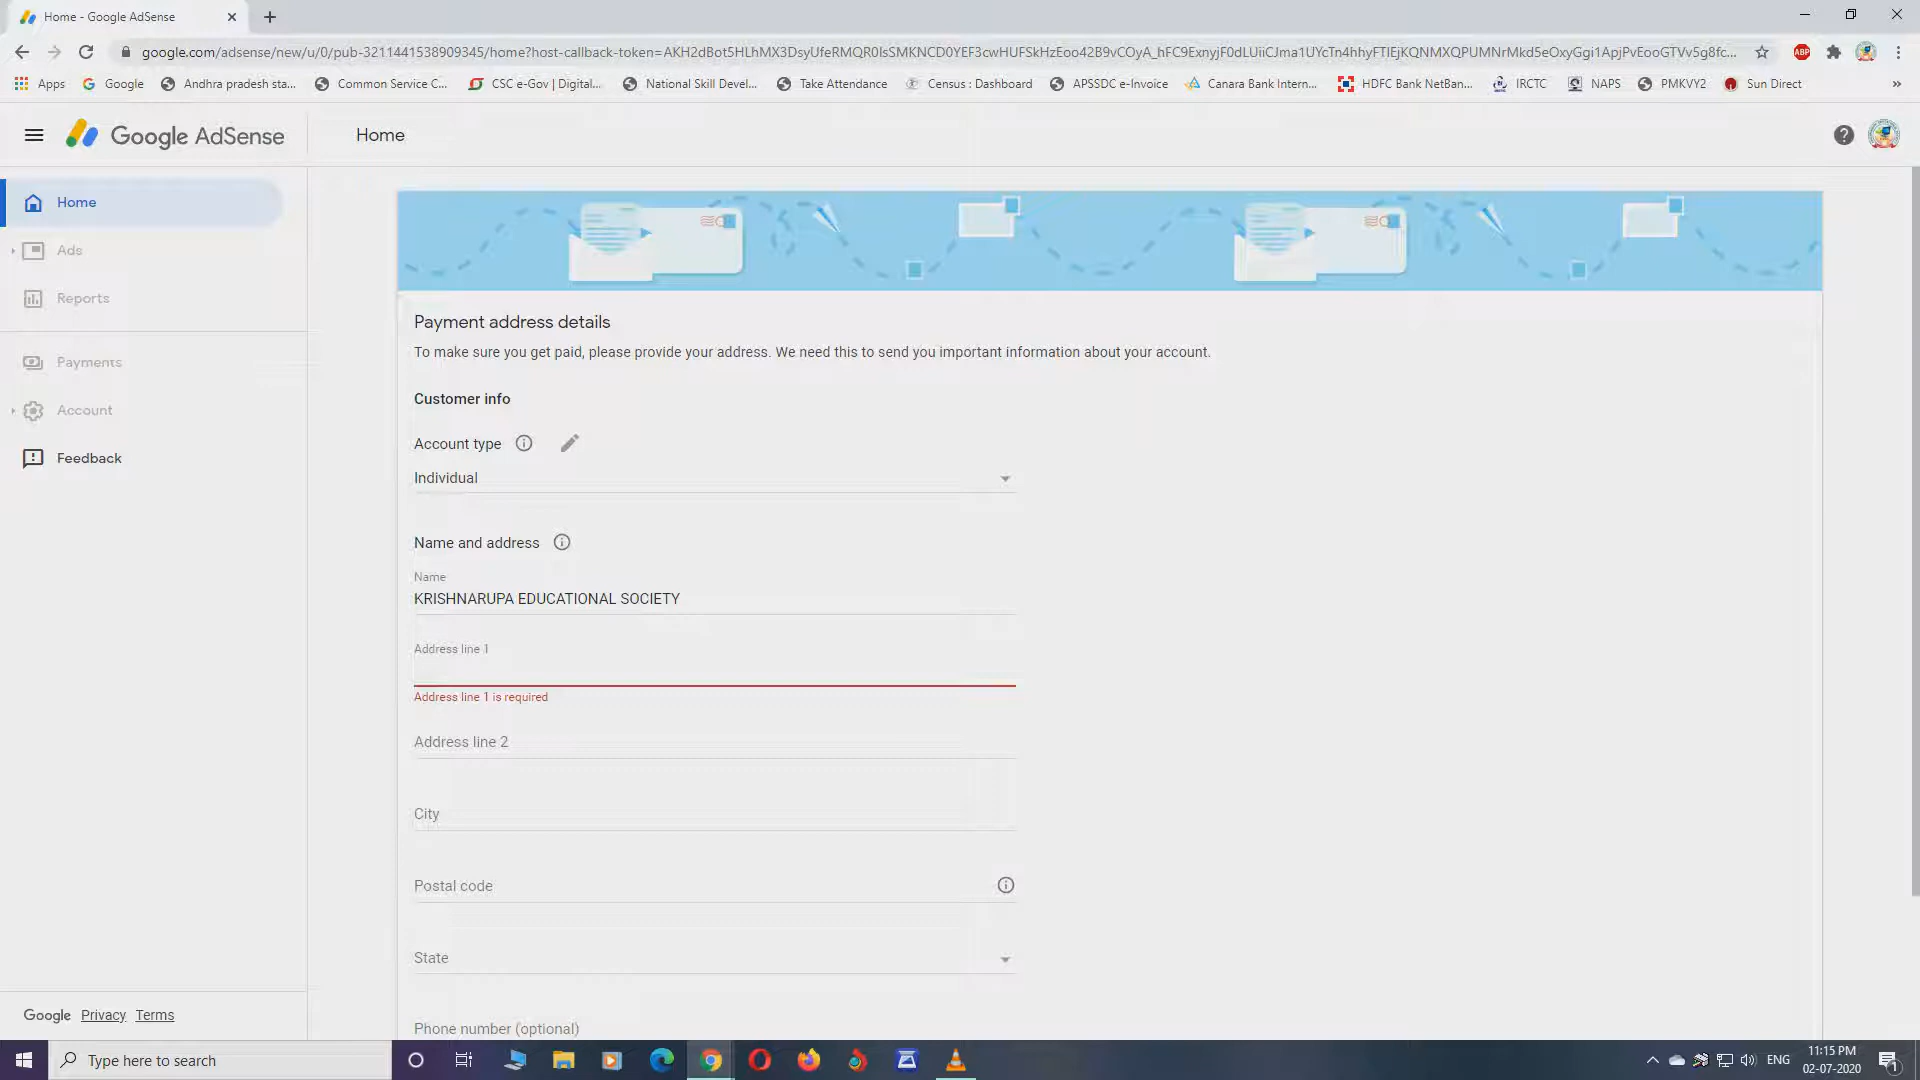 Home - Google AdSense
google.com/adsense/new/u/0/pub-3211441538909345/home?host-callback-token=
Apps
Google
Andhra pradesh sta...
Common Service C...
CSC e-Gov | Digital...
National Skill Devel...
Take Attendance
Census : Dashboard
APSSDC e-Invoice
Canara Bank Intern...
HDFC Bank NetBan...
IRCTC
NAPS
PMKVY2
Sun Direct
Google AdSense
Home
Home
Ads
Reports
Payments
Account
Feedback
Payment address details
To make sure you get paid, please provide your address. We need this to send you important information about your account.
Customer info
Account type
Individual
Name and address
Name
KRISHNARUPA EDUCATIONAL SOCIETY
Address line 1
Address line 1 is required
Address line 2
City
Postal code
State
Phone number (optional)
Google Privacy Terms
Type here to search
ENG
11:15 PM
02-07-2020